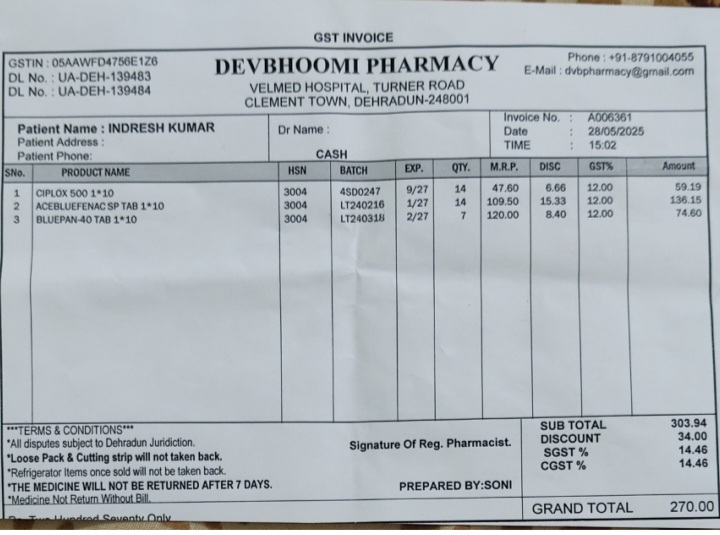 GST INVOICE
GSTIN : 05AAWFD4756E1Z6
DL No. : UA-DEH-139483
DL No. : UA-DEH-139484
DEVBHOOMI PHARMACY
VELMED HOSPITAL, TURNER ROAD
CLEMENT TOWN, DEHRADUN-248001
Phone : +91-8791004055
E-Mail : dvbpharmacy@gmail.com
Patient Name : INDRESH KUMAR
Patient Address :
Patient Phone:
Dr Name :
CASH
Invoice No. : A006361
Date : 28/05/2025
TIME : 15:02
SNo. PRODUCT NAME HSN BATCH EXP. QTY. M.R.P. DISC GST% Amount
1 CIPLOX 500 1*10 3004 4SD0247 9/27 14 47.60 6.66 12.00 59.19
2 ACEBLUEFENAC SP TAB 1*10 3004 LT240216 1/27 14 109.50 15.33 12.00 136.15
3 BLUEPAN-40 TAB 1*10 3004 LT240318 2/27 7 120.00 8.40 12.00 74.60
***TERMS & CONDITIONS***
*All disputes subject to Dehradun Juridiction.
*Loose Pack & Cutting strip will not taken back.
*Refrigerator Items once sold will not be taken back.
*THE MEDICINE WILL NOT BE RETURNED AFTER 7 DAYS.
*Medicine Not Return Without Bill.
Signature Of Reg. Pharmacist.
PREPARED BY:SONI
SUB TOTAL 303.94
DISCOUNT 34.00
SGST % 14.46
CGST % 14.46
GRAND TOTAL 270.00
Two Hundred Seventy Only